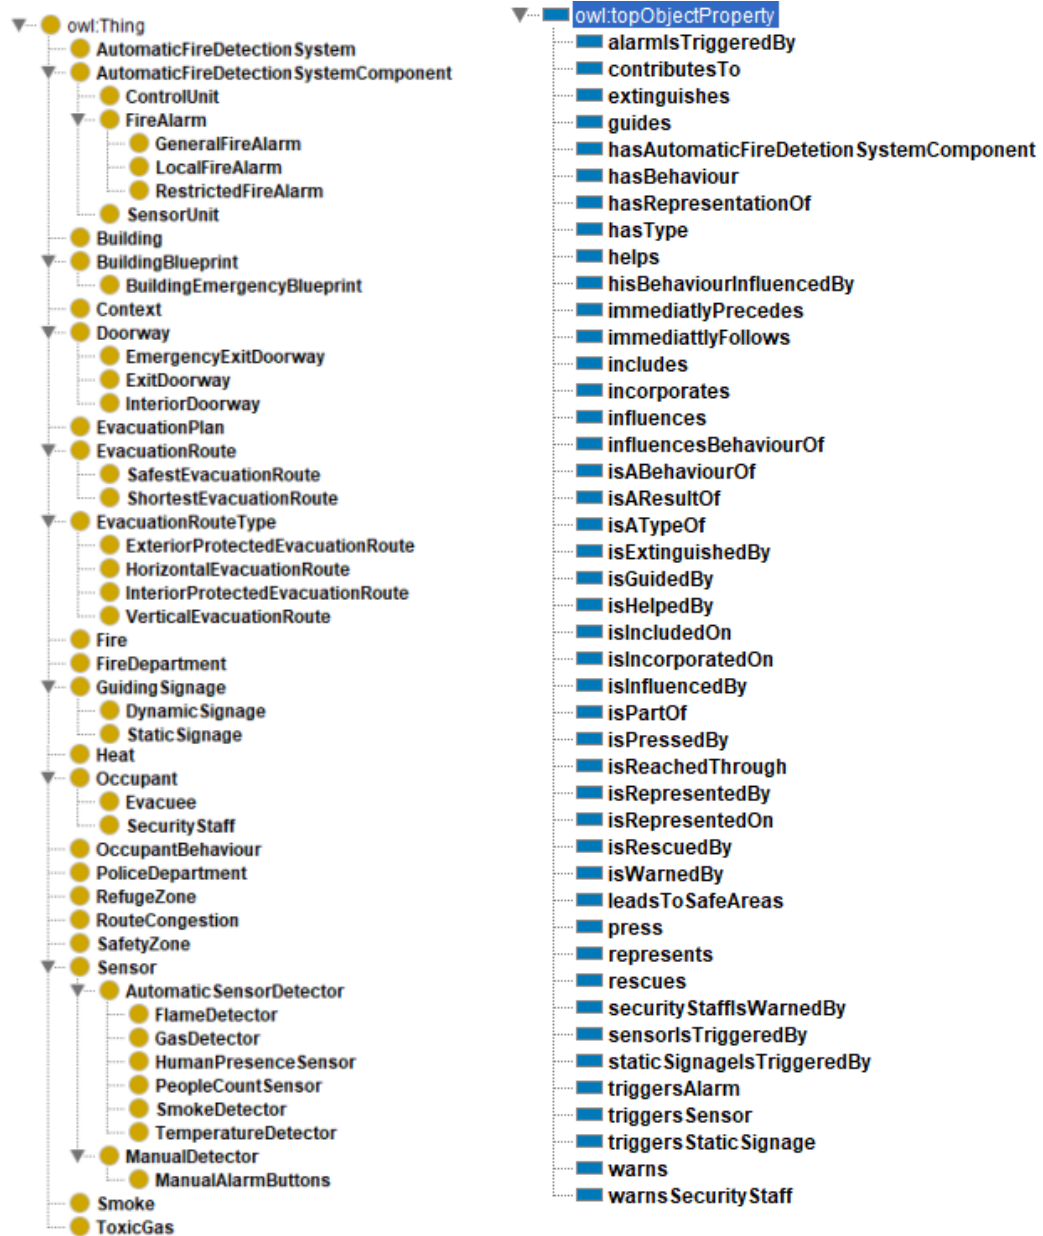 owl:Thing
AutomaticFireDetectionSystem
AutomaticFireDetectionSystemComponent
ControlUnit
FireAlarm
GeneralFireAlarm
LocalFireAlarm
RestrictedFireAlarm
SensorUnit
Building
BuildingBlueprint
BuildingEmergencyBlueprint
Context
Doorway
EmergencyExitDoorway
ExitDoorway
InteriorDoorway
EvacuationPlan
EvacuationRoute
SafestEvacuationRoute
ShortestEvacuationRoute
EvacuationRouteType
ExteriorProtectedEvacuationRoute
HorizontalEvacuationRoute
InteriorProtectedEvacuationRoute
VerticalEvacuationRoute
Fire
FireDepartment
GuidingSignage
DynamicSignage
StaticSignage
Heat
Occupant
Evacuee
SecurityStaff
OccupantBehaviour
PoliceDepartment
RefugeZone
RouteCongestion
SafetyZone
Sensor
AutomaticSensorDetector
FlameDetector
GasDetector
HumanPresenceSensor
PeopleCountSensor
SmokeDetector
TemperatureDetector
ManualDetector
ManualAlarmButtons
Smoke
ToxicGas
owl:topObjectProperty
alarmIsTriggeredBy
contributesTo
extinguishes
guides
hasAutomaticFireDetetionSystemComponent
hasBehaviour
hasRepresentationOf
hasType
helps
hisBehaviourInfluencedBy
immediatlyPrecedes
immediattlyFollows
includes
incorporates
influences
influencesBehaviourOf
isABehaviourOf
isAResultOf
isATypeOf
isExtinguishedBy
isGuidedBy
isHelpedBy
isIncludedOn
isIncorporatedOn
isInfluencedBy
isPartOf
isPressedBy
isReachedThrough
isRepresentedBy
isRepresentedOn
isRescuedBy
isWarnedBy
leadsToSafeAreas
press
represents
rescues
securityStaffIsWarnedBy
sensorIsTriggeredBy
staticSignageIsTriggeredBy
triggersAlarm
triggersSensor
triggersStaticSignage
warns
warnsSecurityStaff